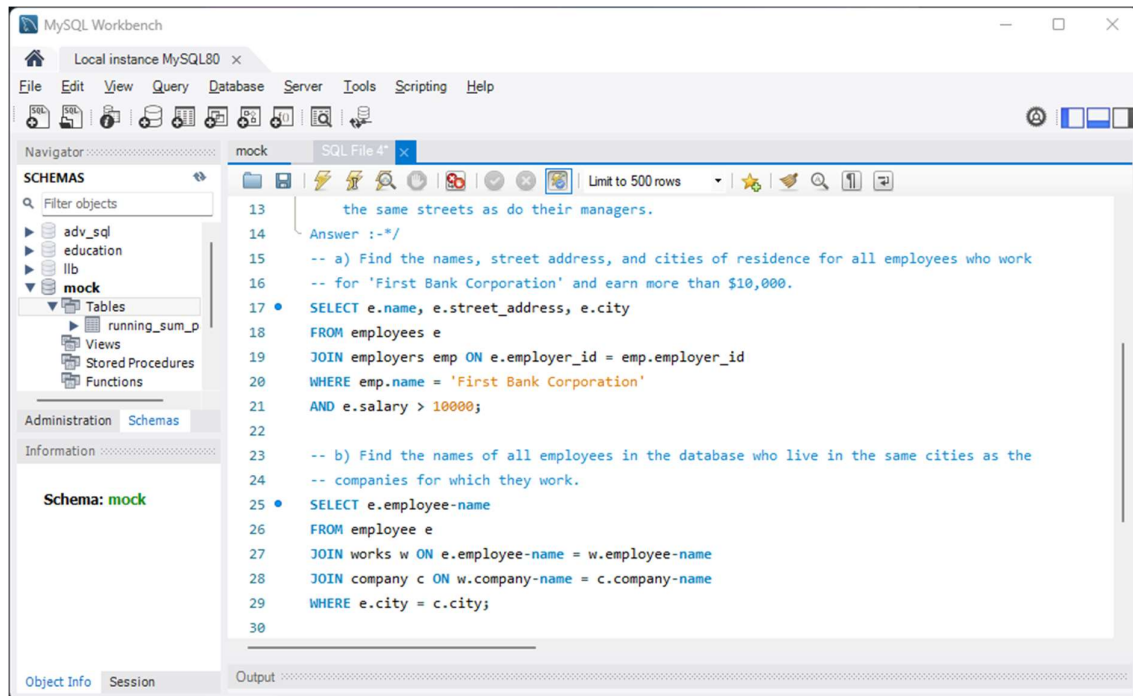 MySQL Workbench
Local instance MySQL80
File Edit View Query Database Server Tools Scripting Help
Navigator
mock SQL File 4*
SCHEMAS
Limit to 500 rows
Filter objects
adv_sql
education
llb
mock
Tables
running_sum_p
Views
Stored Procedures
Functions
Administration Schemas
Information
Schema: mock
13 the same streets as do their managers.
14 Answer :-*/
15 -- a) Find the names, street address, and cities of residence for all employees who work
16 -- for 'First Bank Corporation' and earn more than $10,000.
17 SELECT e.name, e.street_address, e.city
18 FROM employees e
19 JOIN employers emp ON e.employer_id = emp.employer_id
20 WHERE emp.name = 'First Bank Corporation'
21 AND e.salary > 10000;
22
23 -- b) Find the names of all employees in the database who live in the same cities as the
24 -- companies for which they work.
25 SELECT e.employee-name
26 FROM employee e
27 JOIN works w ON e.employee-name = w.employee-name
28 JOIN company c ON w.company-name = c.company-name
29 WHERE e.city = c.city;
30
Object Info Session
Output